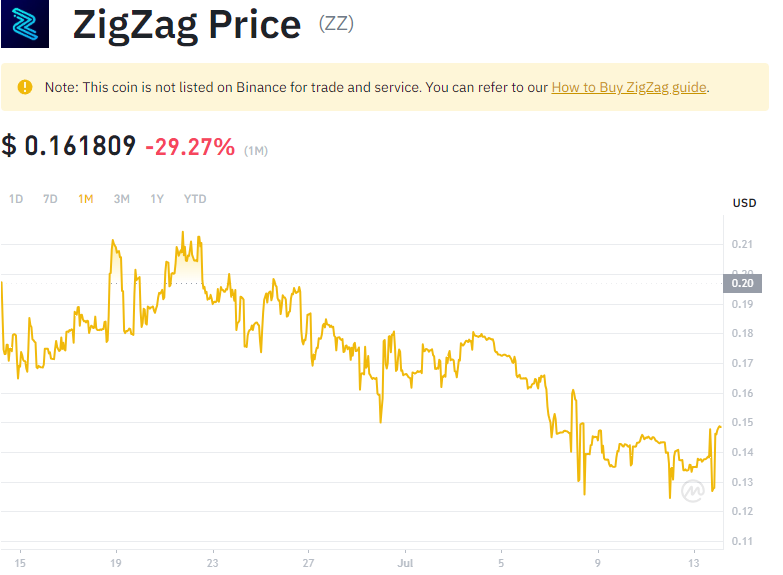 ZigZag Price (ZZ)
Note: This coin is not listed on Binance for trade and service. You can refer to our How to Buy ZigZag guide.
$ 0.161809 -29.27% (1M)
1D 7D 1M 3M 1Y YTD
USD
0.21
0.20
0.20
0.19
0.18
0.17
0.16
0.15
0.14
0.13
0.12
0.11
15 19 23 27 Jul 5 9 13